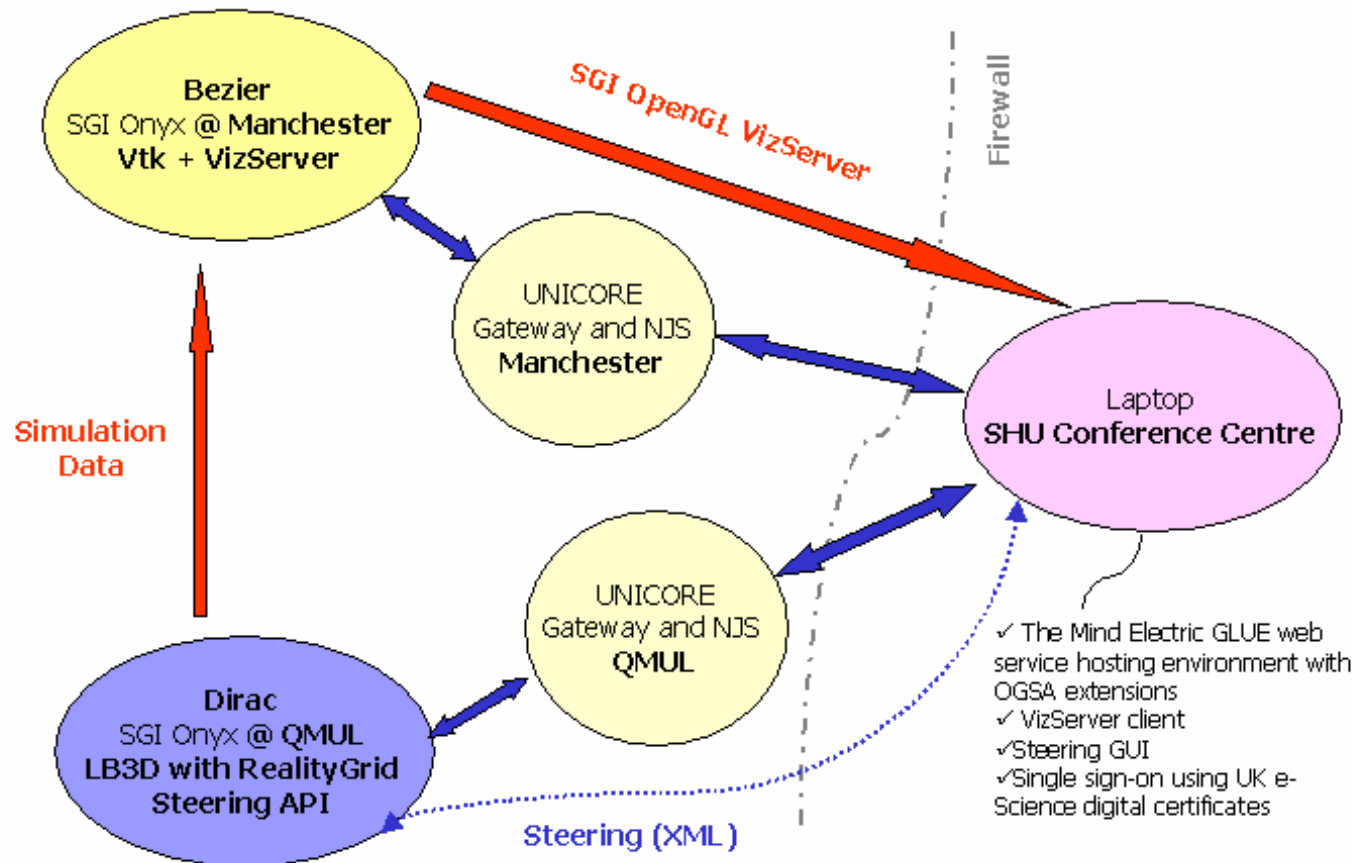 Bezier
SGI Onyx @ Manchester
Vtk + VizServer
SGI OpenGL VizServer
Firewall
UNICORE
Gateway and NJS
Manchester
Laptop
SHU Conference Centre
Simulation
Data
UNICORE
Gateway and NJS
QMUL
Dirac
SGI Onyx @ QMUL
LB3D with RealityGrid
Steering API
Steering (XML)
✓ The Mind Electric GLUE web
service hosting environment with
OGSA extensions
✓ VizServer client
✓Steering GUI
✓Single sign-on using UK e-
Science digital certificates